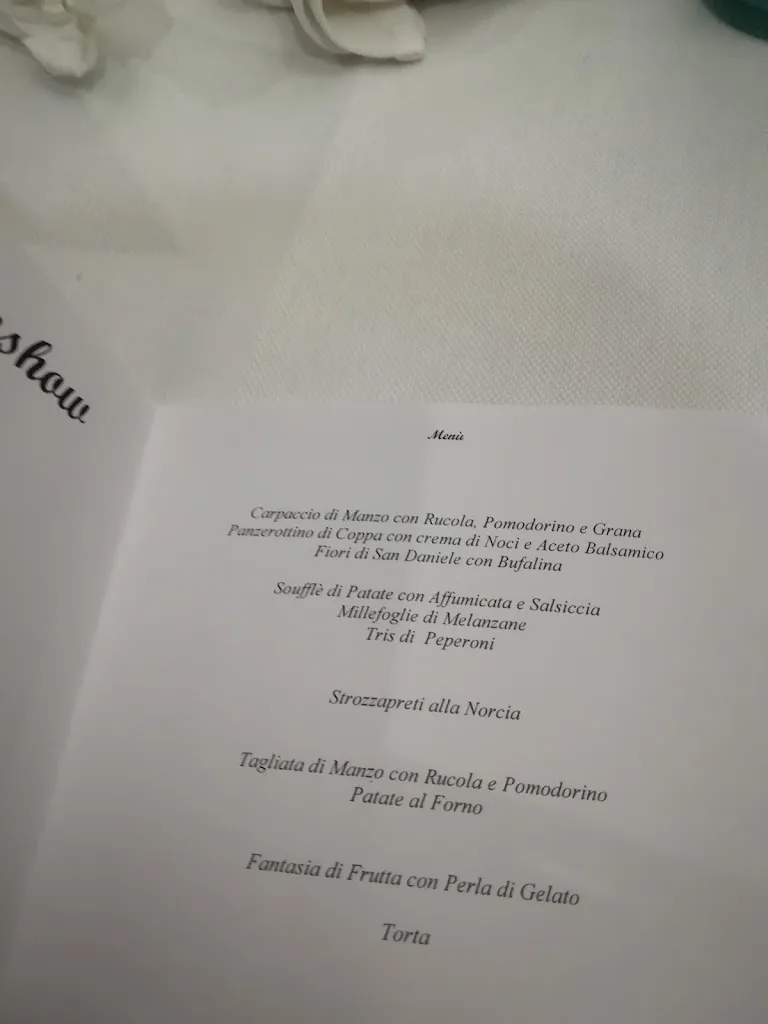 show
Menù
Carpaccio di Manzo con Rucola, Pomodorino e Grana
Panzerottino di Coppa con crema di Noci e Aceto Balsamico
Fiori di San Daniele con Bufalina
Soufflè di Patate con Affumicata e Salsiccia
Millefoglie di Melanzane
Tris di Peperoni
Strozzapreti alla Norcia
Tagliata di Manzo con Rucola e Pomodorino
Patate al Forno
Fantasia di Frutta con Perla di Gelato
Torta